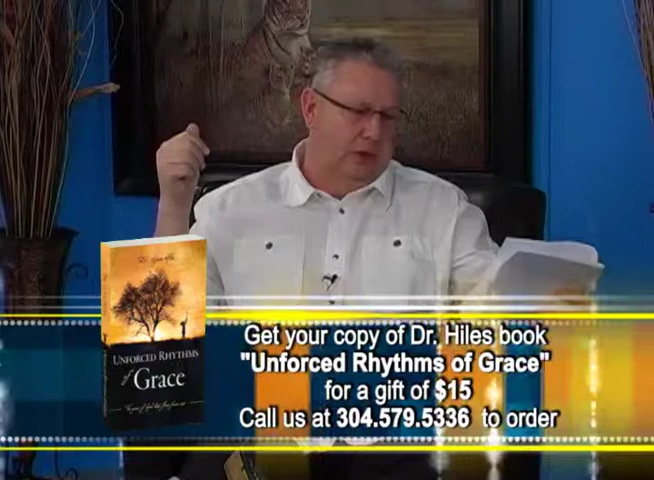 Get your copy of Dr. Hiles book
"Unforced Rhythms of Grace"
for a gift of $15
Call us at 304.579.5336 to order
UNFORCED RHYTHMS
of
GRACE